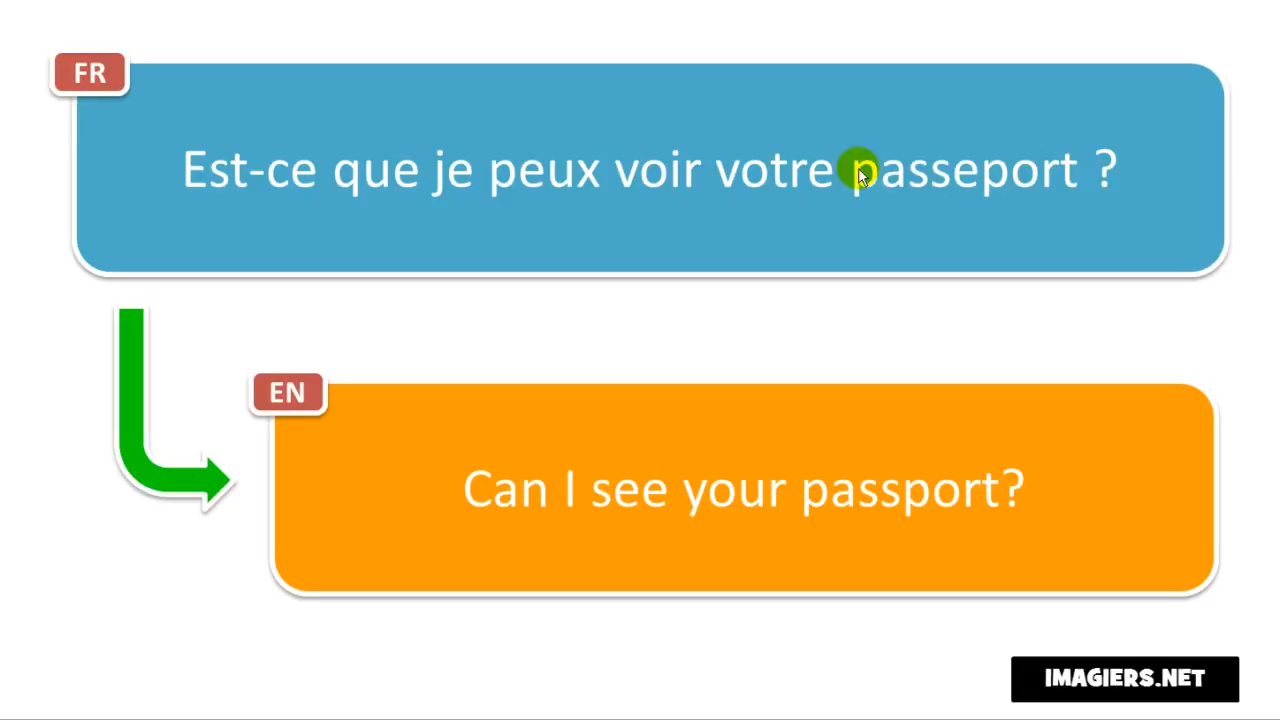 FR
Est-ce que je peux voir votre passeport ?
EN
Can I see your passport?
IMAGIERS.NET